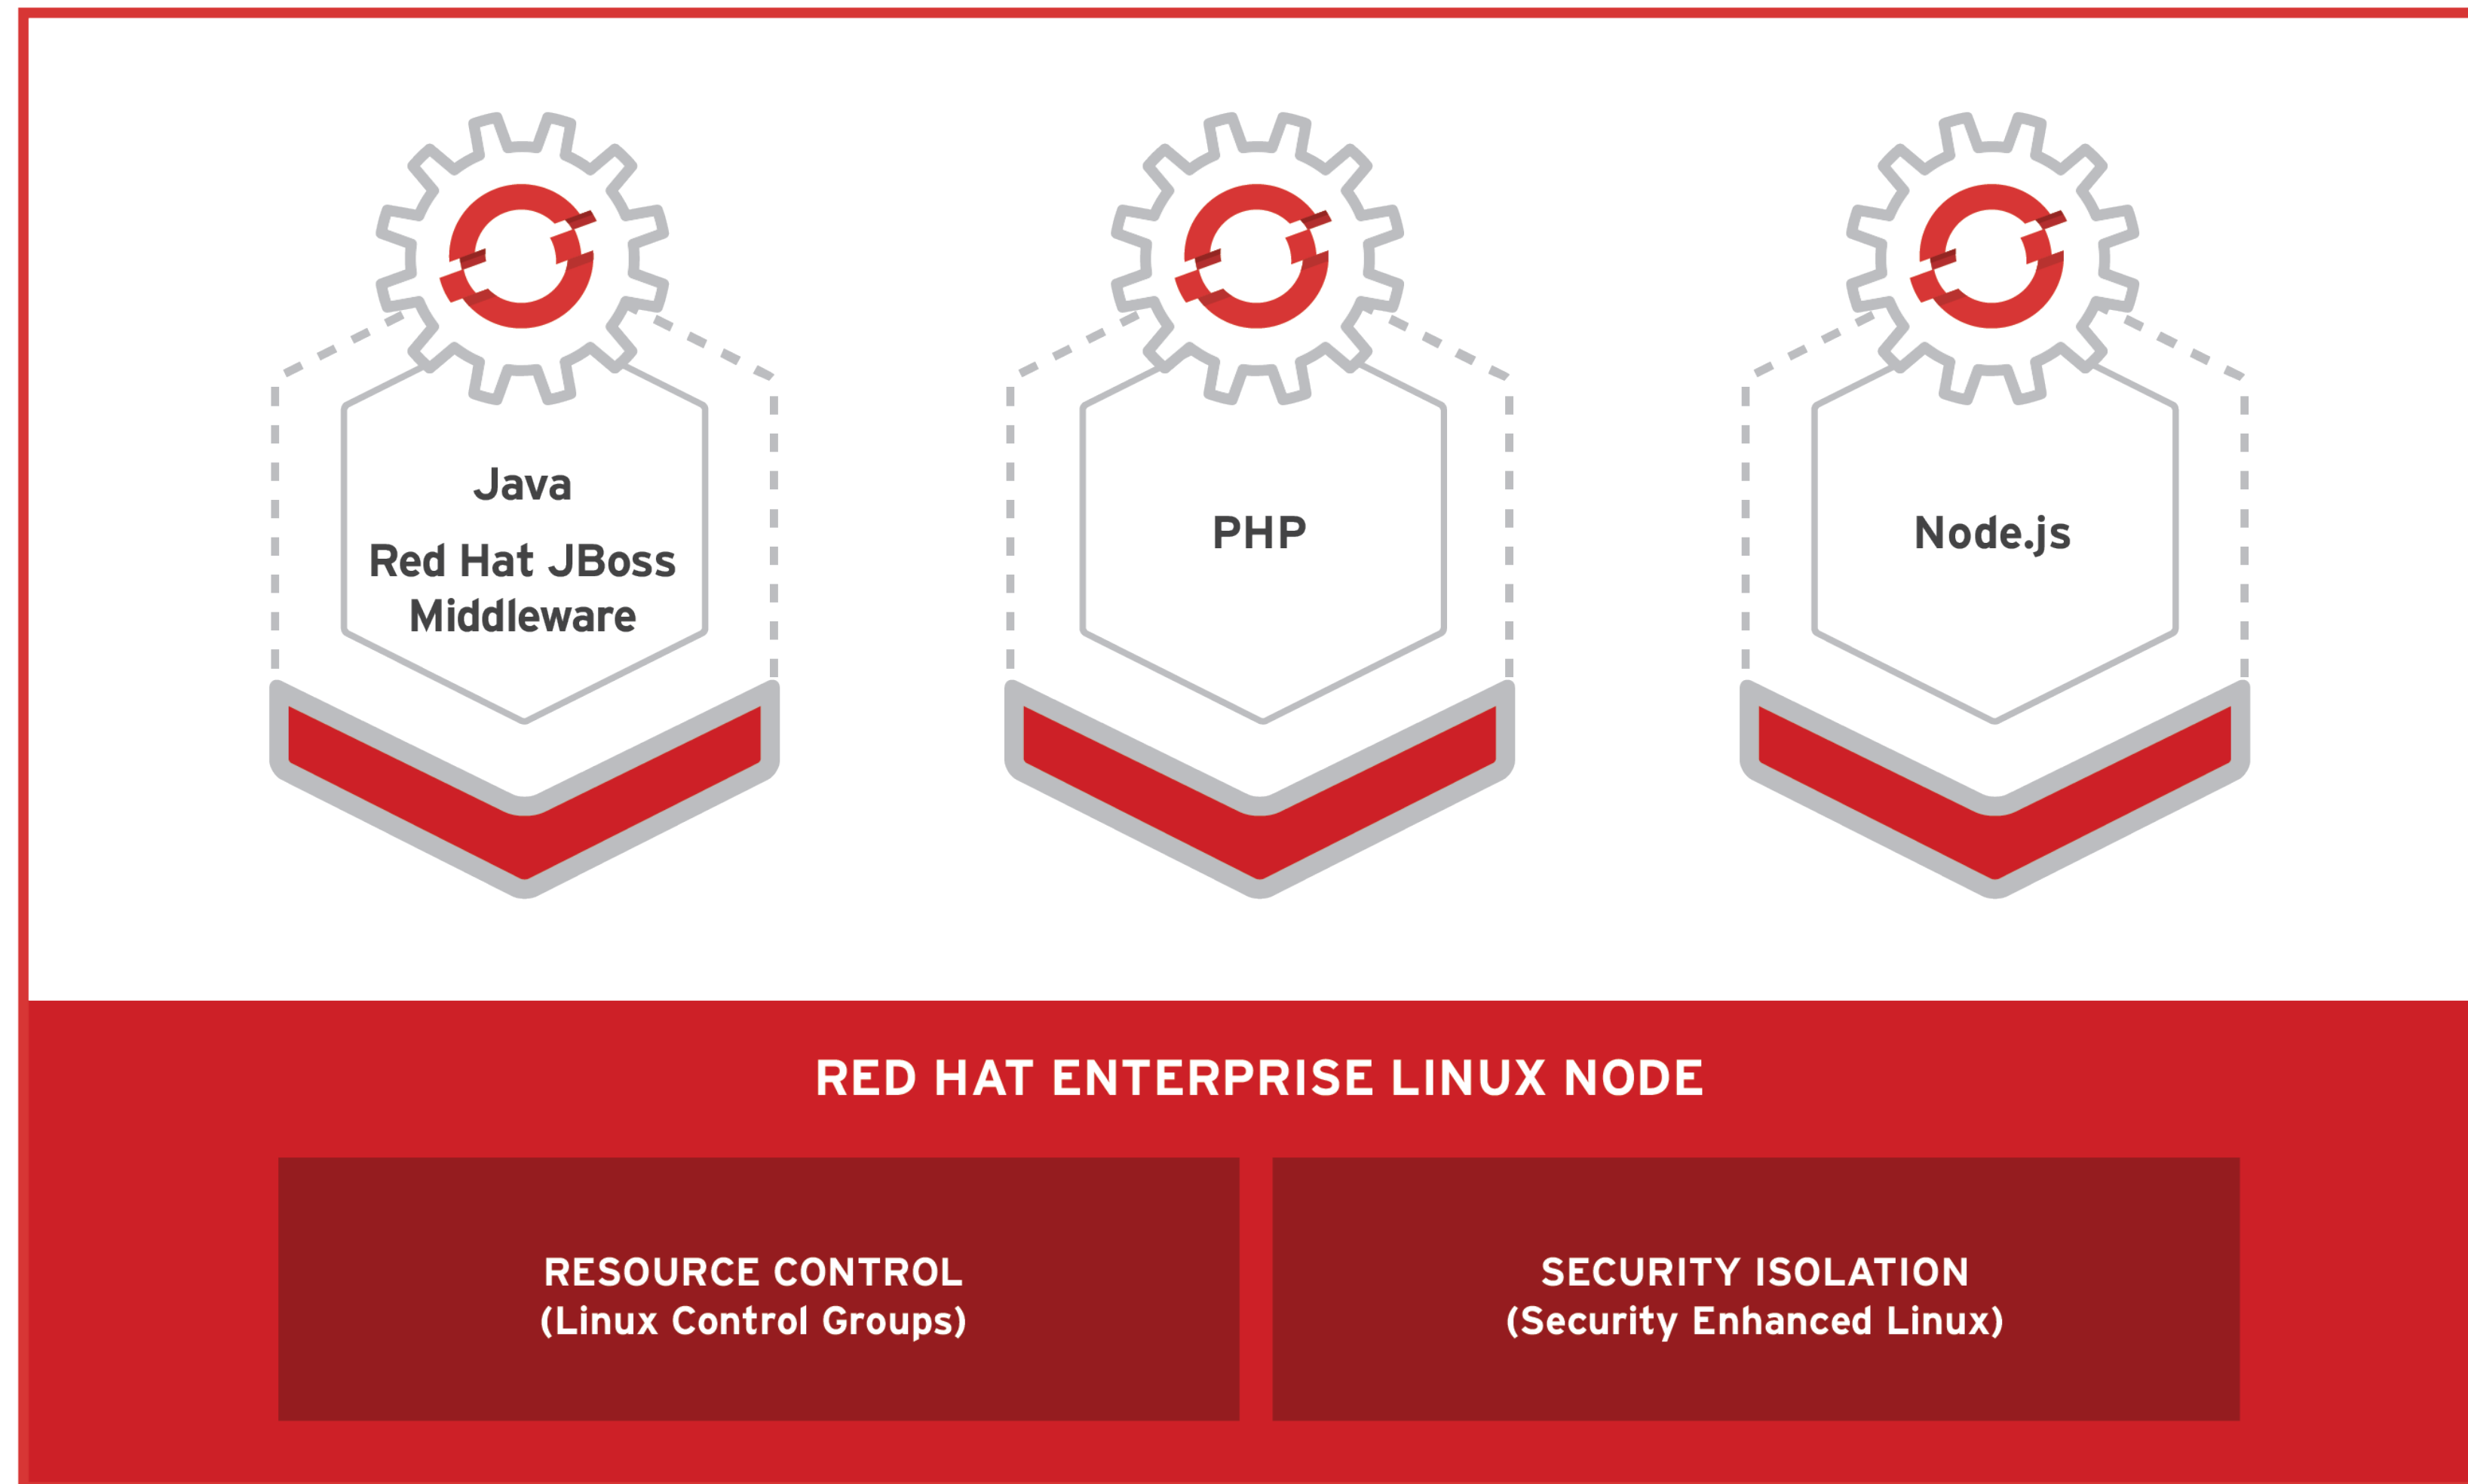 Java
Red Hat JBoss
Middleware
PHP
Node.js
RED HAT ENTERPRISE LINUX NODE
RESOURCE CONTROL
(Linux Control Groups)
SECURITY ISOLATION
(Security Enhanced Linux)